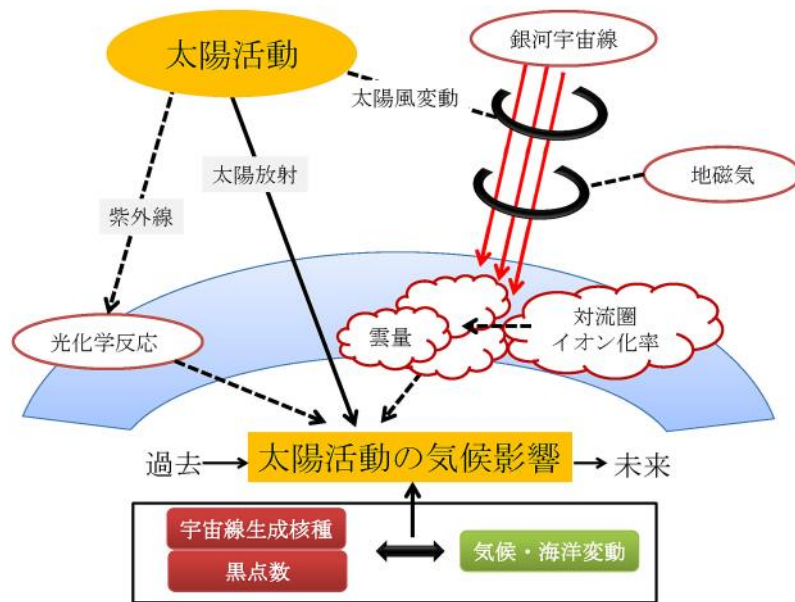 太陽活動
銀河宇宙線
太陽風変動
太陽放射
地磁気
紫外線
光化学反応
雲量
対流圏
イオン化率
過去
太陽活動の気候影響
未来
宇宙線生成核種
黒点数
気候・海洋変動